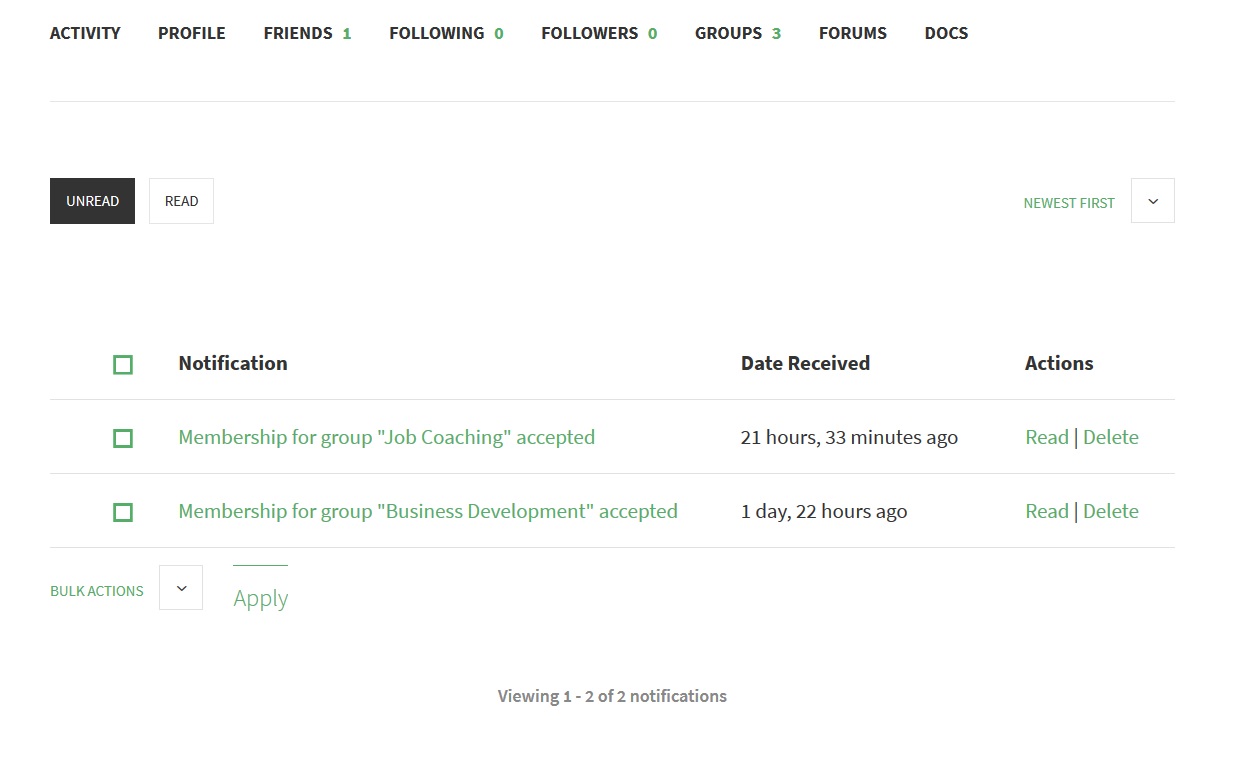 ACTIVITY PROFILE FRIENDS 1 FOLLOWING 0 FOLLOWERS 0 GROUPS 3 FORUMS DOCS
UNREAD READ NEWEST FIRST
Notification Date Received Actions
Membership for group "Job Coaching" accepted 21 hours, 33 minutes ago Read | Delete
Membership for group "Business Development" accepted 1 day, 22 hours ago Read | Delete
BULK ACTIONS Apply
Viewing 1 - 2 of 2 notifications